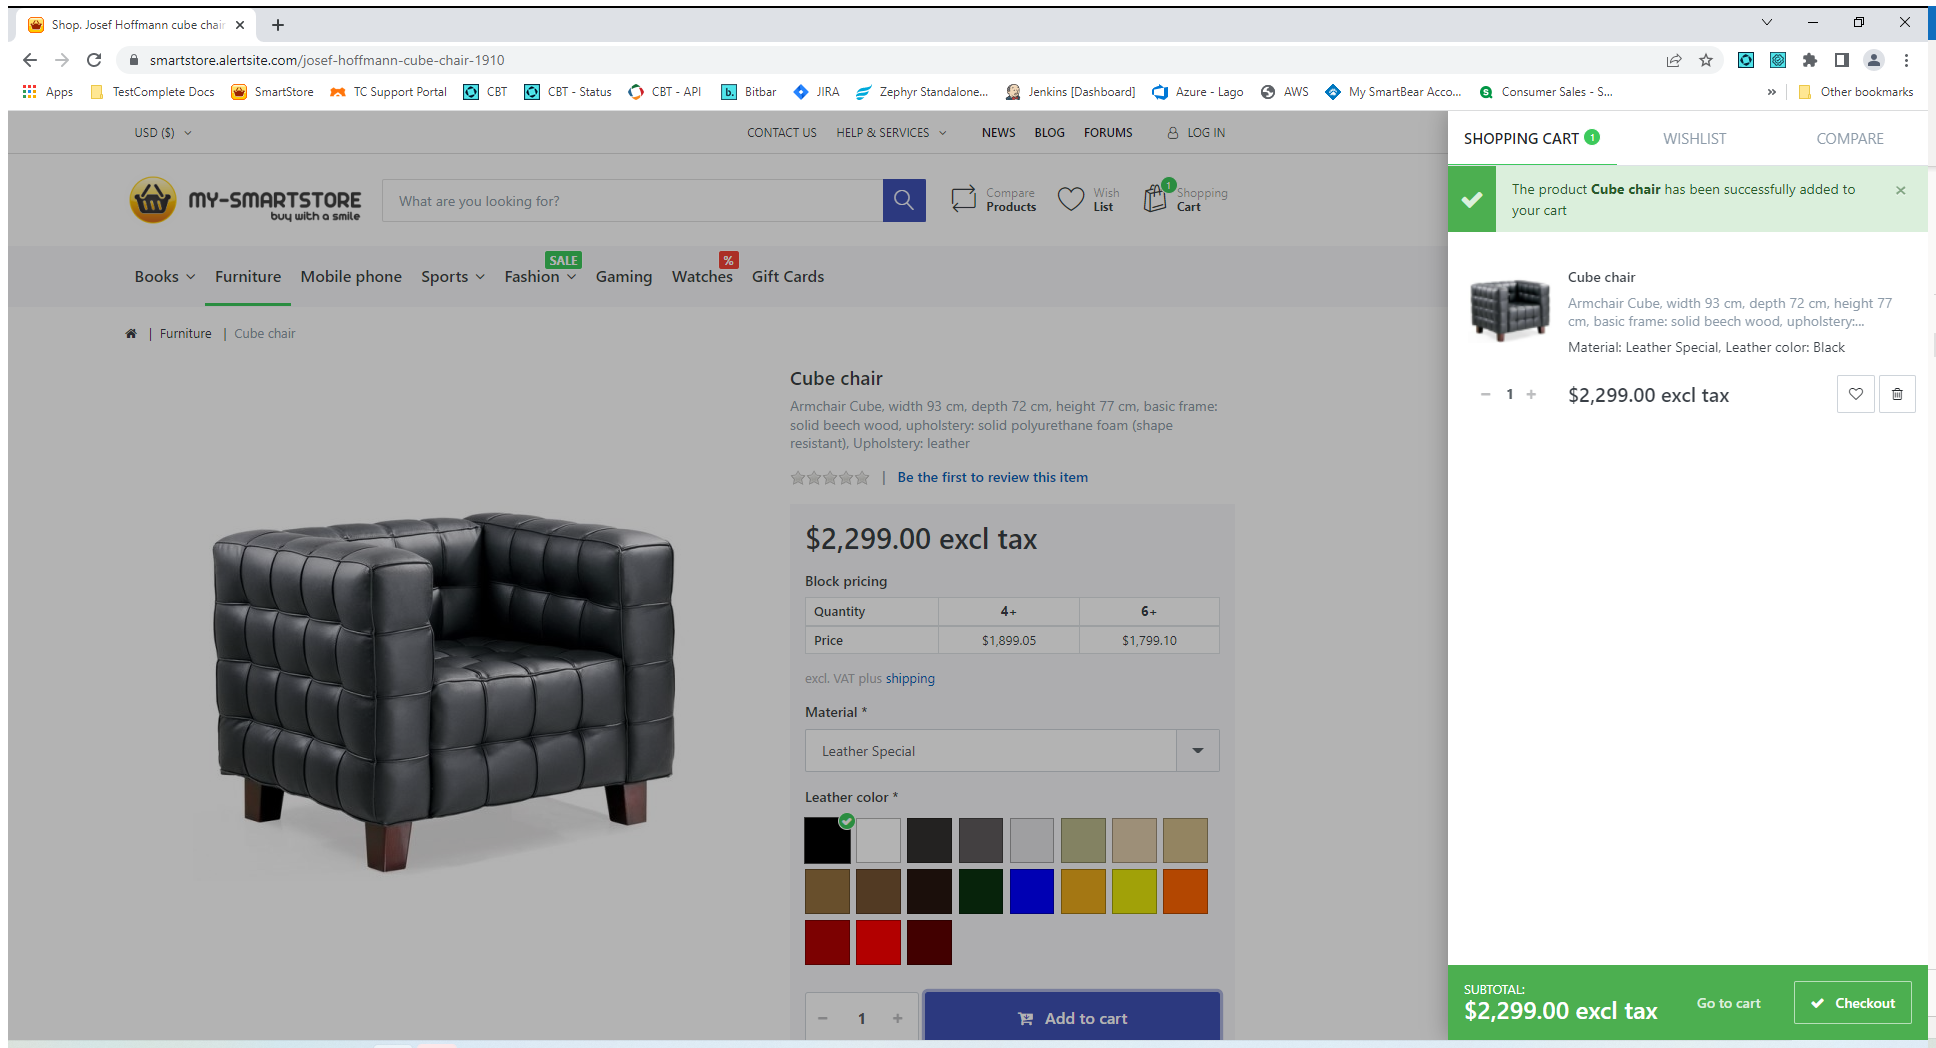 Shop. Josef Hoffmann cube chair
smartstore.alertsite.com/josef-hoffmann-cube-chair-1910
Apps TestComplete Docs SmartStore TC Support Portal CBT CBT - Status CBT - API b. Bitbar JIRA Zephyr Standalone... Jenkins [Dashboard] Azure - Lago AWS My SmartBear Acco... S Consumer Sales - S... » Other bookmarks
USD ($) CONTACT US HELP & SERVICES NEWS BLOG FORUMS LOG IN
MY-SMARTSTORE
buy with a smile
What are you looking for?
Compare
Products
Wish
List
1
Shopping
Cart
SALE %
Books Furniture Mobile phone Sports Fashion Gaming Watches Gift Cards
| Furniture | Cube chair
Cube chair
Armchair Cube, width 93 cm, depth 72 cm, height 77 cm, basic frame:
solid beech wood, upholstery: solid polyurethane foam (shape
resistant), Upholstery: leather
| Be the first to review this item
$2,299.00 excl tax
Block pricing
Quantity 4+ 6+
Price $1,899.05 $1,799.10
excl. VAT plus shipping
Material *
Leather Special
Leather color *
− 1 + Add to cart
SHOPPING CART 1 WISHLIST COMPARE
The product Cube chair has been successfully added to
your cart
×
Cube chair
Armchair Cube, width 93 cm, depth 72 cm, height 77
cm, basic frame: solid beech wood, upholstery:...
Material: Leather Special, Leather color: Black
− 1 + $2,299.00 excl tax
SUBTOTAL:
$2,299.00 excl tax
Go to cart
Checkout